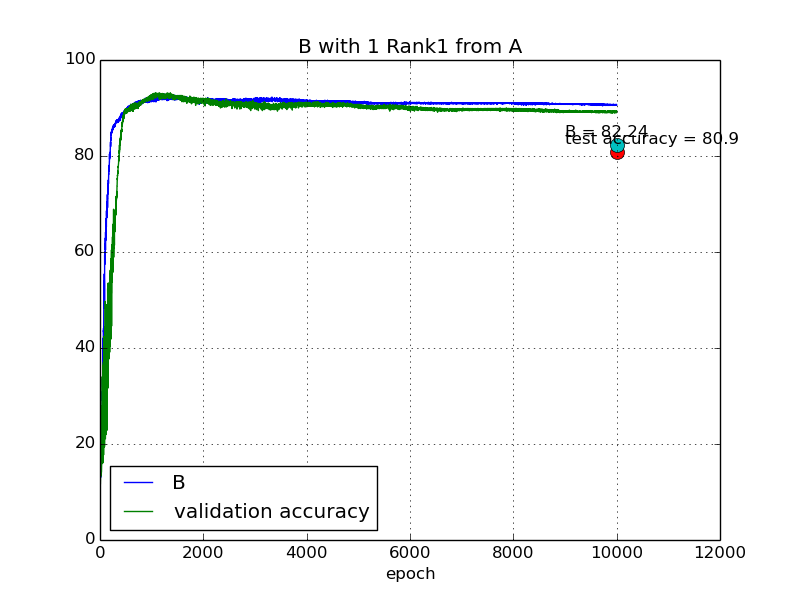 B with 1 Rank1 from A
100
80
60
40
20
0
B = 82.24
test accuracy = 80.9
B
validation accuracy
0 2000 4000 6000 8000 10000 12000
epoch